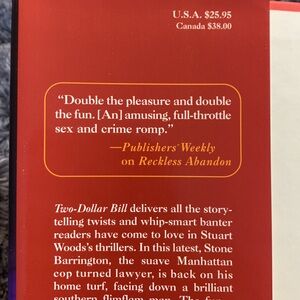 U.S.A. $25.95
Canada $38.00
“Double the pleasure and double
the fun. [An] amusing, full-throttle
sex and crime romp.”
—Publishers Weekly
on Reckless Abandon
Two-Dollar Bill delivers all the story-
telling twists and whip-smart banter
readers have come to love in Stuart
Woods’s thrillers. In this latest, Stone
Barrington, the suave Manhattan
cop turned lawyer, is back on his
home turf, facing down a brilliant
southern flimflam man. The